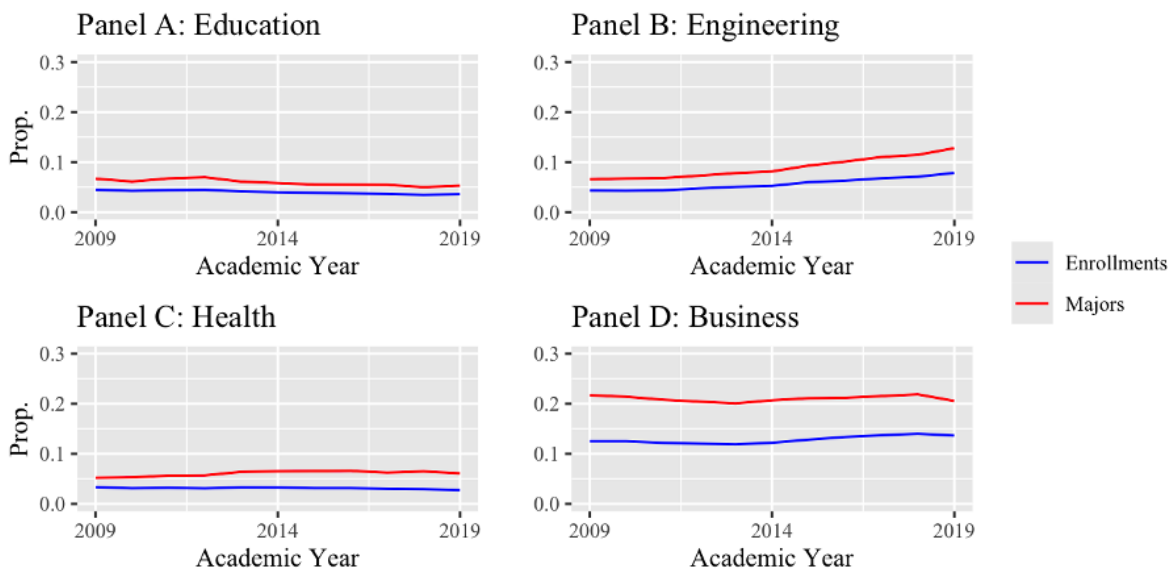 Panel A: Education
Panel B: Engineering
Prop.
0.3
0.2
0.1
0.0
2009 2014 2019
Academic Year
0.3
0.2
0.1
0.0
2009 2014 2019
Academic Year
Enrollments
Majors
Panel C: Health
Panel D: Business
Prop.
0.3
0.2
0.1
0.0
2009 2014 2019
Academic Year
0.3
0.2
0.1
0.0
2009 2014 2019
Academic Year